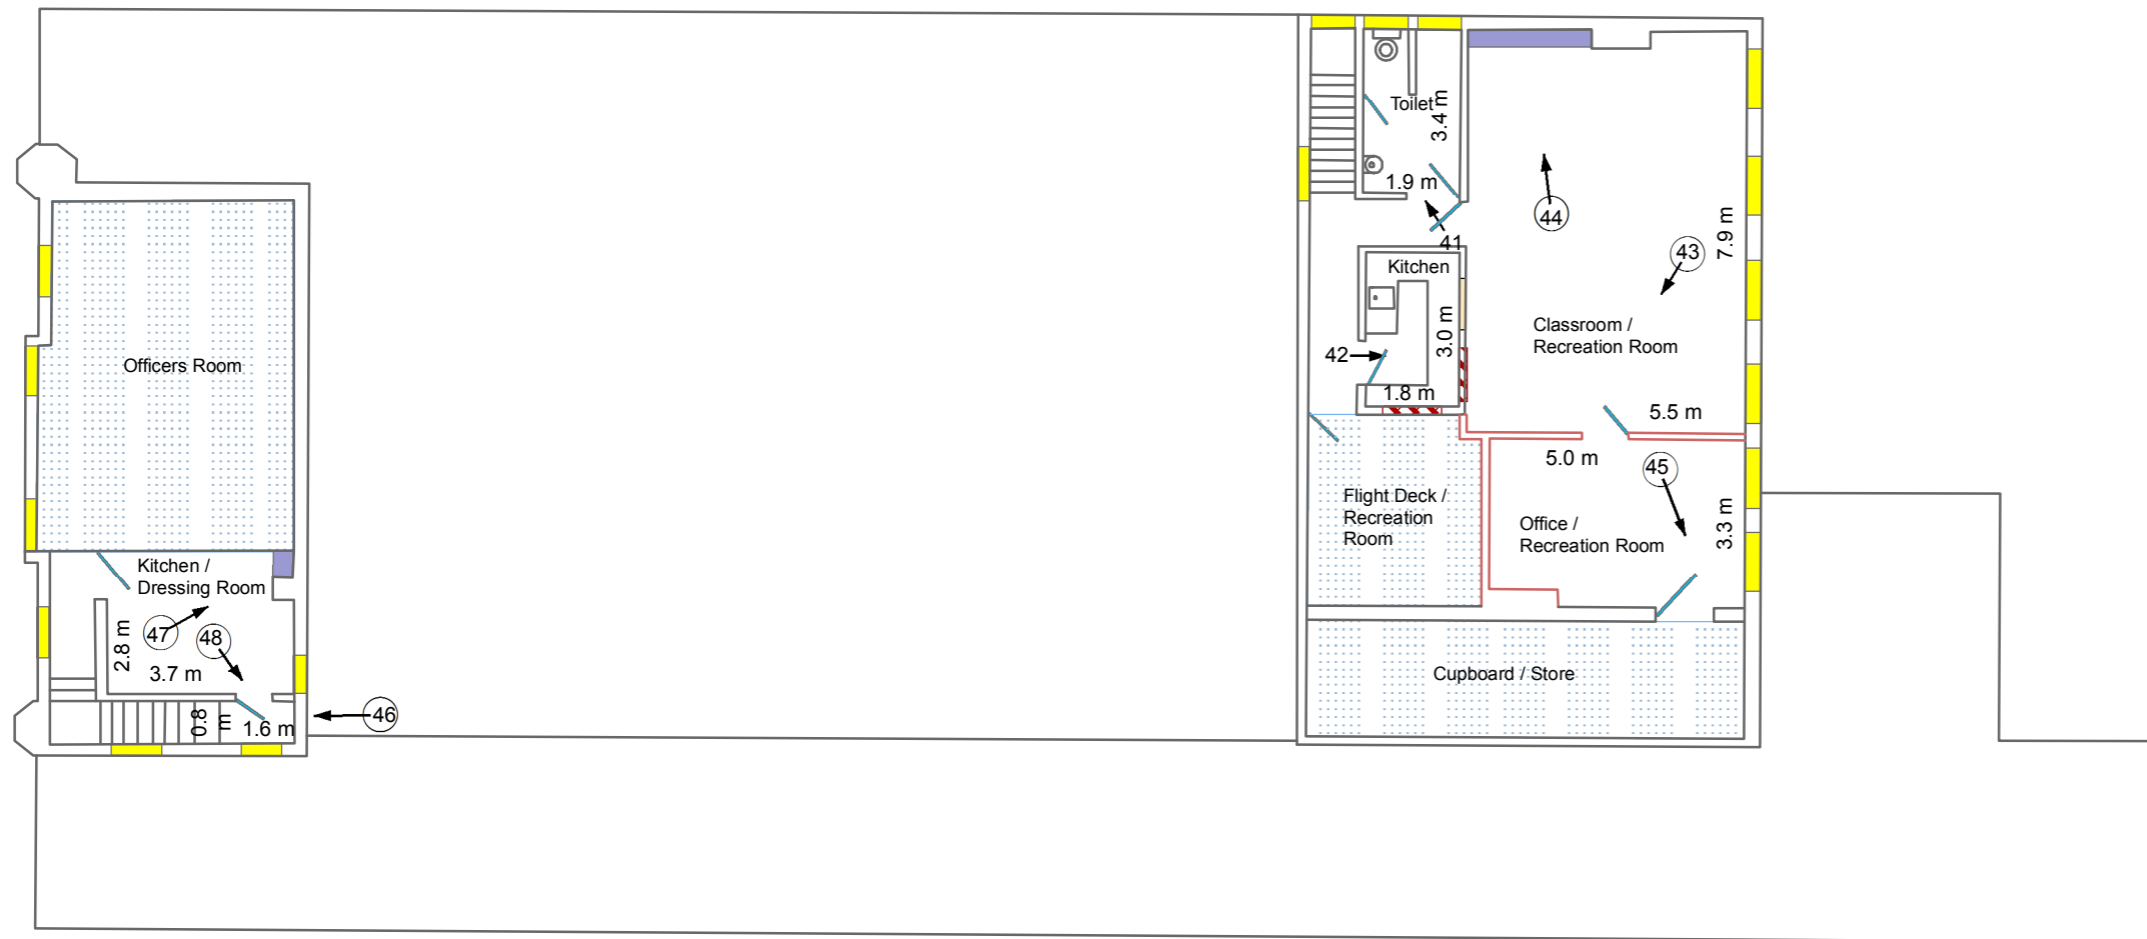 Officers Room
Kitchen /
Dressing Room
47
48
2.8 m
3.7 m
0.8
m
1.6 m
46
Toilet
3.4 m
1.9 m
41
44
43
7.9 m
Kitchen
3.0 m
42
1.8 m
Classroom /
Recreation Room
5.5 m
5.0 m
45
Flight Deck /
Recreation
Room
Office /
Recreation Room
3.3 m
Cupboard / Store